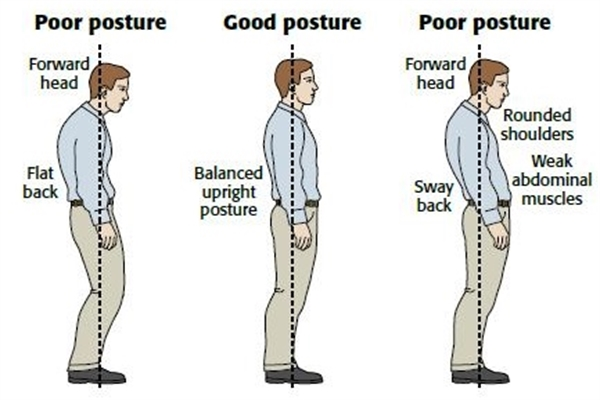 Poor posture
Good posture
Poor posture
Forward
head
Flat
back
Balanced
upright
posture
Forward
head
Rounded
shoulders
Weak
abdominal
muscles
Sway
back